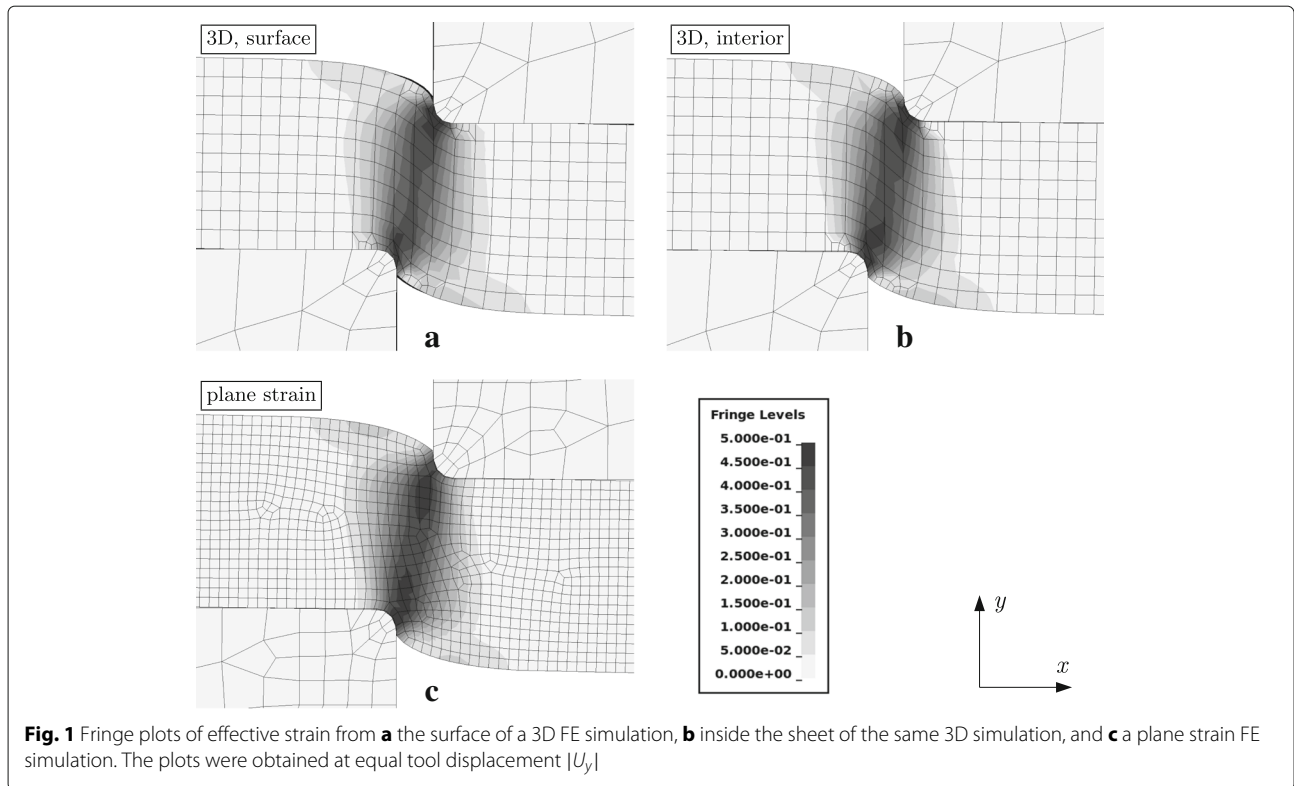 3D, surface
3D, interior
a
b
plane strain
c
Fringe Levels
5.000e-01
4.500e-01
4.000e-01
3.500e-01
3.000e-01
2.500e-01
2.000e-01
1.500e-01
1.000e-01
5.000e-02
0.000e+00
y
x
Fig. 1 Fringe plots of effective strain from a the surface of a 3D FE simulation, b inside the sheet of the same 3D simulation, and c a plane strain FE
simulation. The plots were obtained at equal tool displacement |U_y|